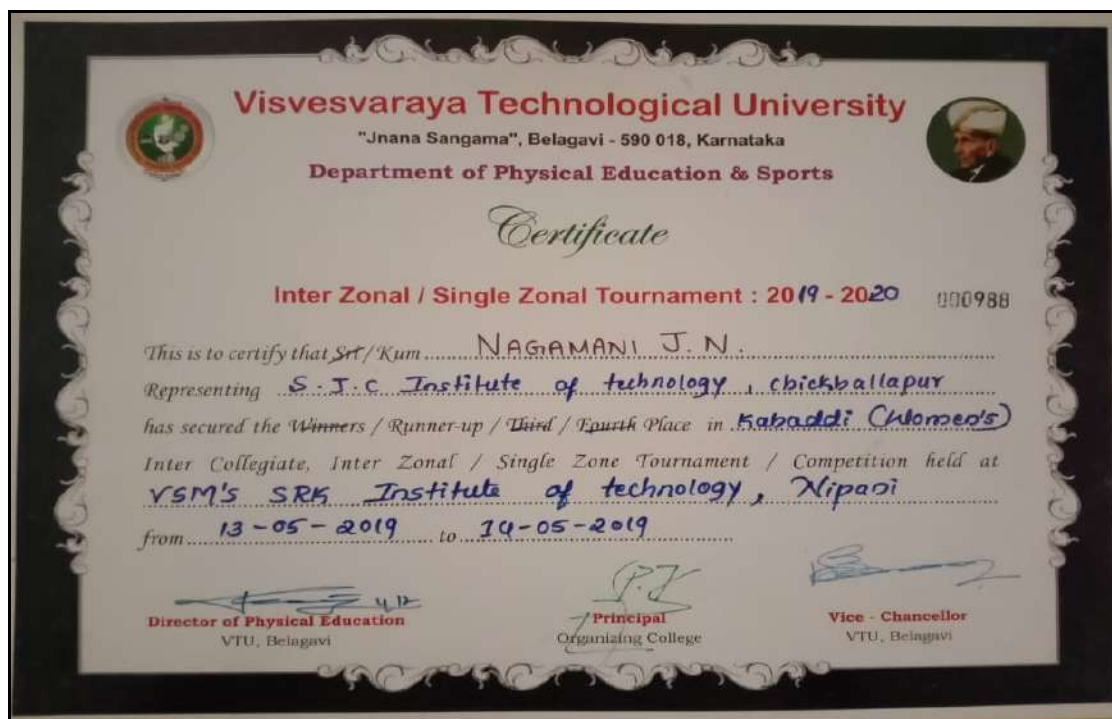 Visvesvaraya Technological University
"Jnana Sangama", Belagavi - 590 018, Karnataka
Department of Physical Education & Sports
Certificate
Inter Zonal / Single Zonal Tournament : 2019 - 2020 000988
This is to certify that Sri / Kum NAGAMANI J. N.
Representing S.J.C Institute of technology, chickballapur
has secured the Winners / Runner-up / Third / Fourth Place in Kabaddi (Women's)
Inter Collegiate, Inter Zonal / Single Zone Tournament / Competition held at
VSM'S SRK Institute of technology, Nipani
from 13-05-2019 to 14-05-2019
Director of Physical Education Principal Vice - Chancellor
VTU, Belagavi Organizing College VTU, Belagavi